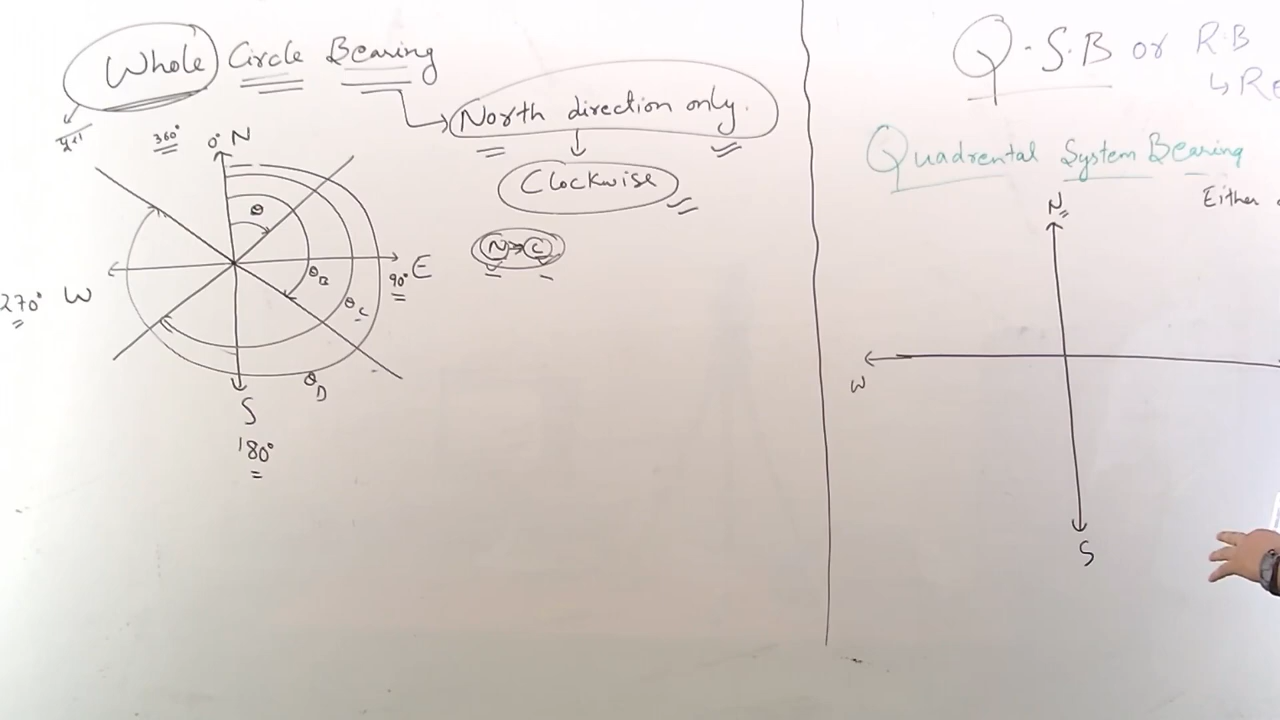 Whole Circle Bearing
North direction only.
Clockwise
N→C
360°
0° N
θ
θB
θC
θD
90° E
270° W
S
180°
Q.S.B or R.B
↳ Re
Quadrental System Bearing
Either
N
W
S